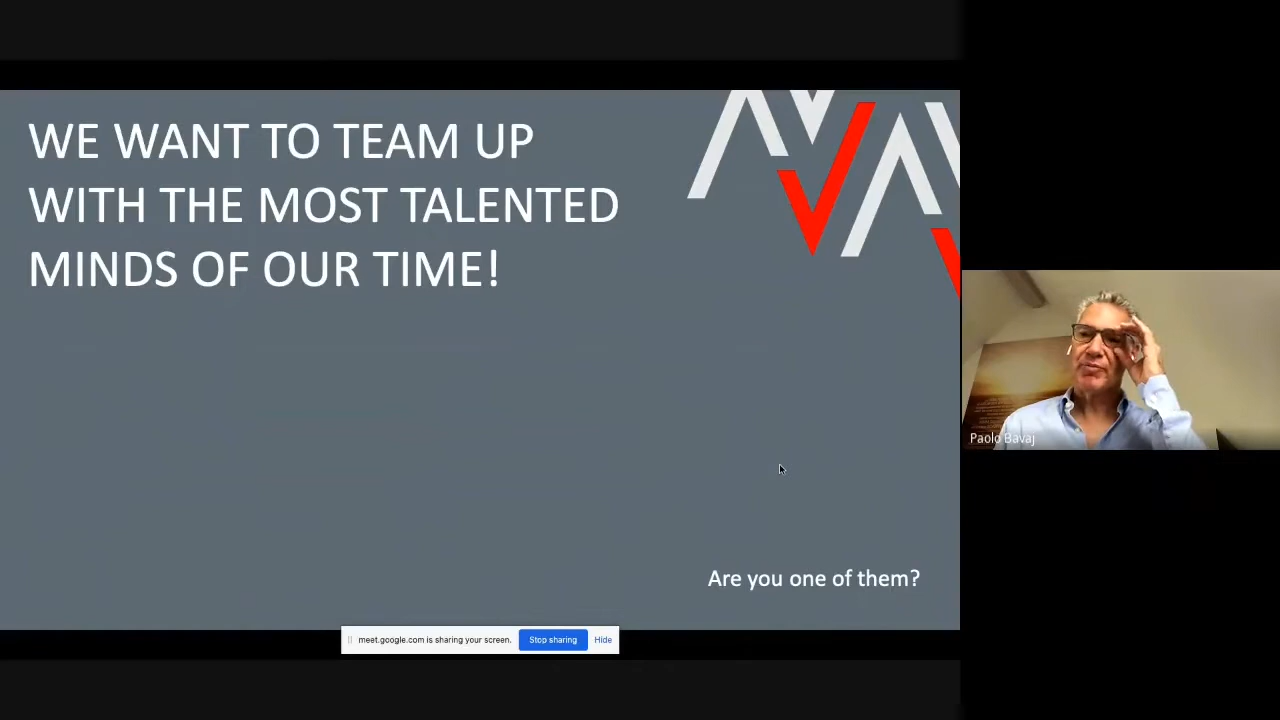 WE WANT TO TEAM UP
WITH THE MOST TALENTED
MINDS OF OUR TIME!
Are you one of them?
Paolo Bavaj
meet.google.com is sharing your screen.
Stop sharing
Hide